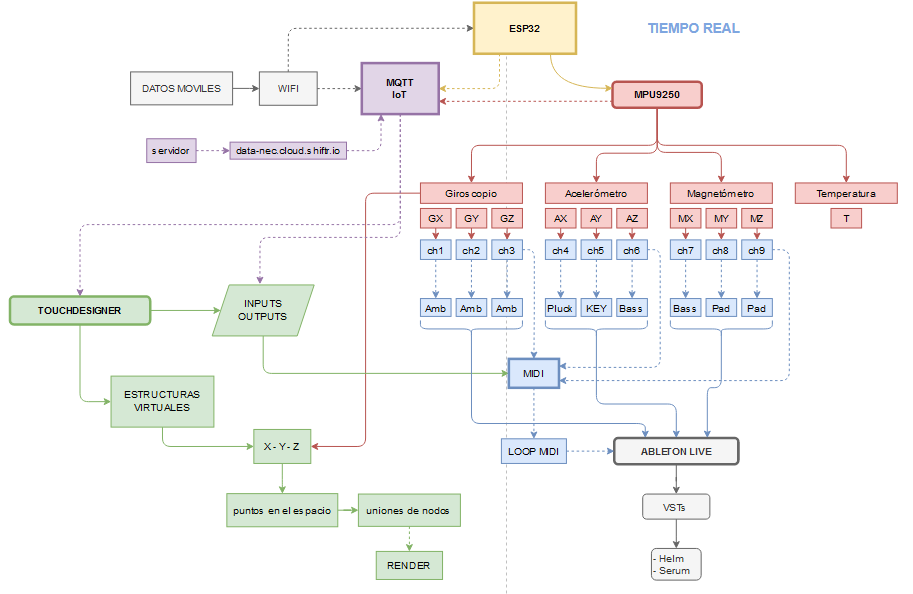 ESP32
TIEMPO REAL
DATOS MOVILES
WIFI
MQTT
IoT
MPU9250
servidor
data-nec.cloud.shiftr.io
Giroscopio
Acelerómetro
Magnetómetro
Temperatura
GX
GY
GZ
AX
AY
AZ
MX
MY
MZ
T
ch1
ch2
ch3
ch4
ch5
ch6
ch7
ch8
ch9
Amb
Amb
Amb
Pluck
KEY
Bass
Bass
Pad
Pad
TOUCHDESIGNER
INPUTS
OUTPUTS
MIDI
ESTRUCTURAS
VIRTUALES
X - Y - Z
LOOP MIDI
ABLETON LIVE
puntos en el espacio
uniones de nodos
VSTs
RENDER
- Helm
- Serum